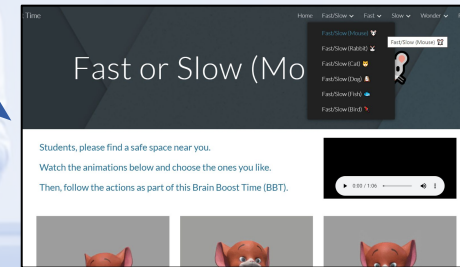 Time
Home Fast/Slow Fast Slow Wonder
Fast/Slow (Mouse) 🐭
Fast/Slow (Mouse) 🐭
Fast/Slow (Rabbit) 🐰
Fast or Slow (Mo
Fast/Slow (Cat) 🐱
Fast/Slow (Dog) 🐶
Fast/Slow (Fish) 🐟
Fast/Slow (Bird)
Students, please find a safe space near you.
Watch the animations below and choose the ones you like.
Then, follow the actions as part of this Brain Boost Time (BBT).
0:00 / 1:06